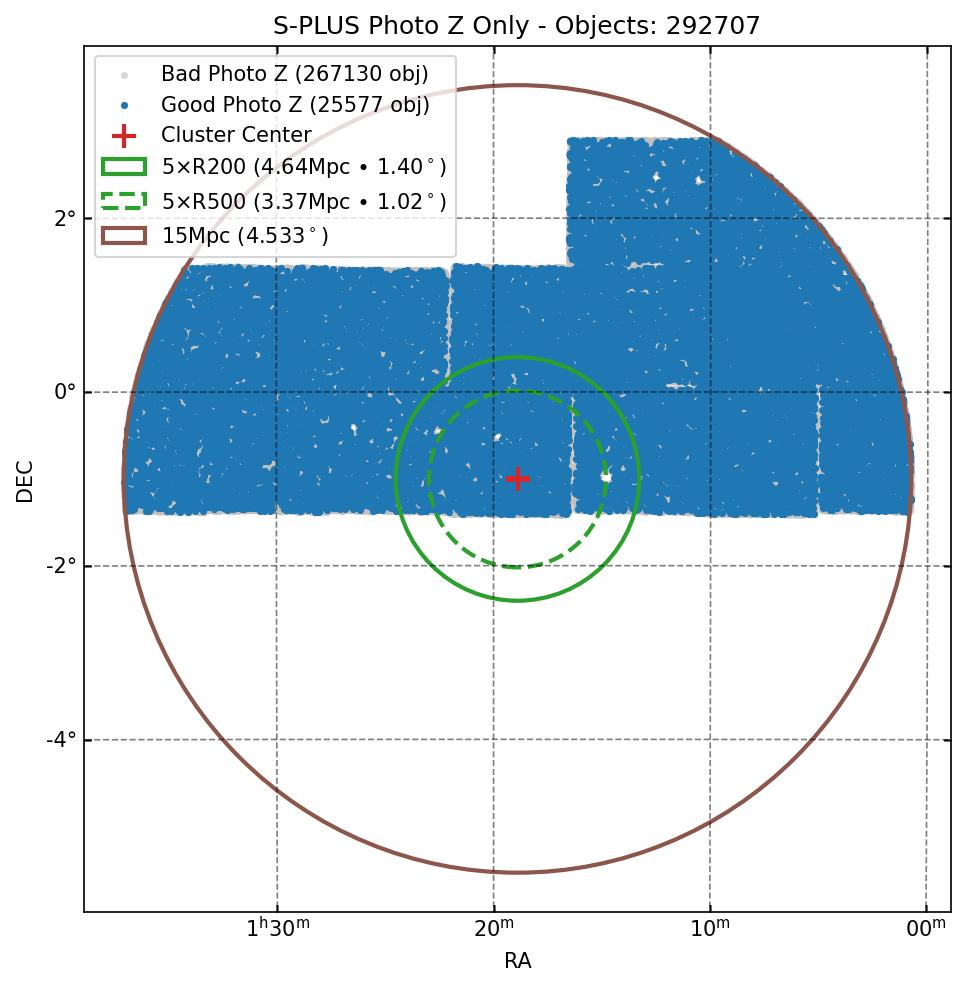 S-PLUS Photo Z Only - Objects: 292707
Bad Photo Z (267130 obj)
Good Photo Z (25577 obj)
Cluster Center
5×R200 (4.64Mpc • 1.40°)
5×R500 (3.37Mpc • 1.02°)
15Mpc (4.533°)
2°
0°
-2°
-4°
DEC
1ʰ30ᵐ 20ᵐ 10ᵐ 00ᵐ
RA